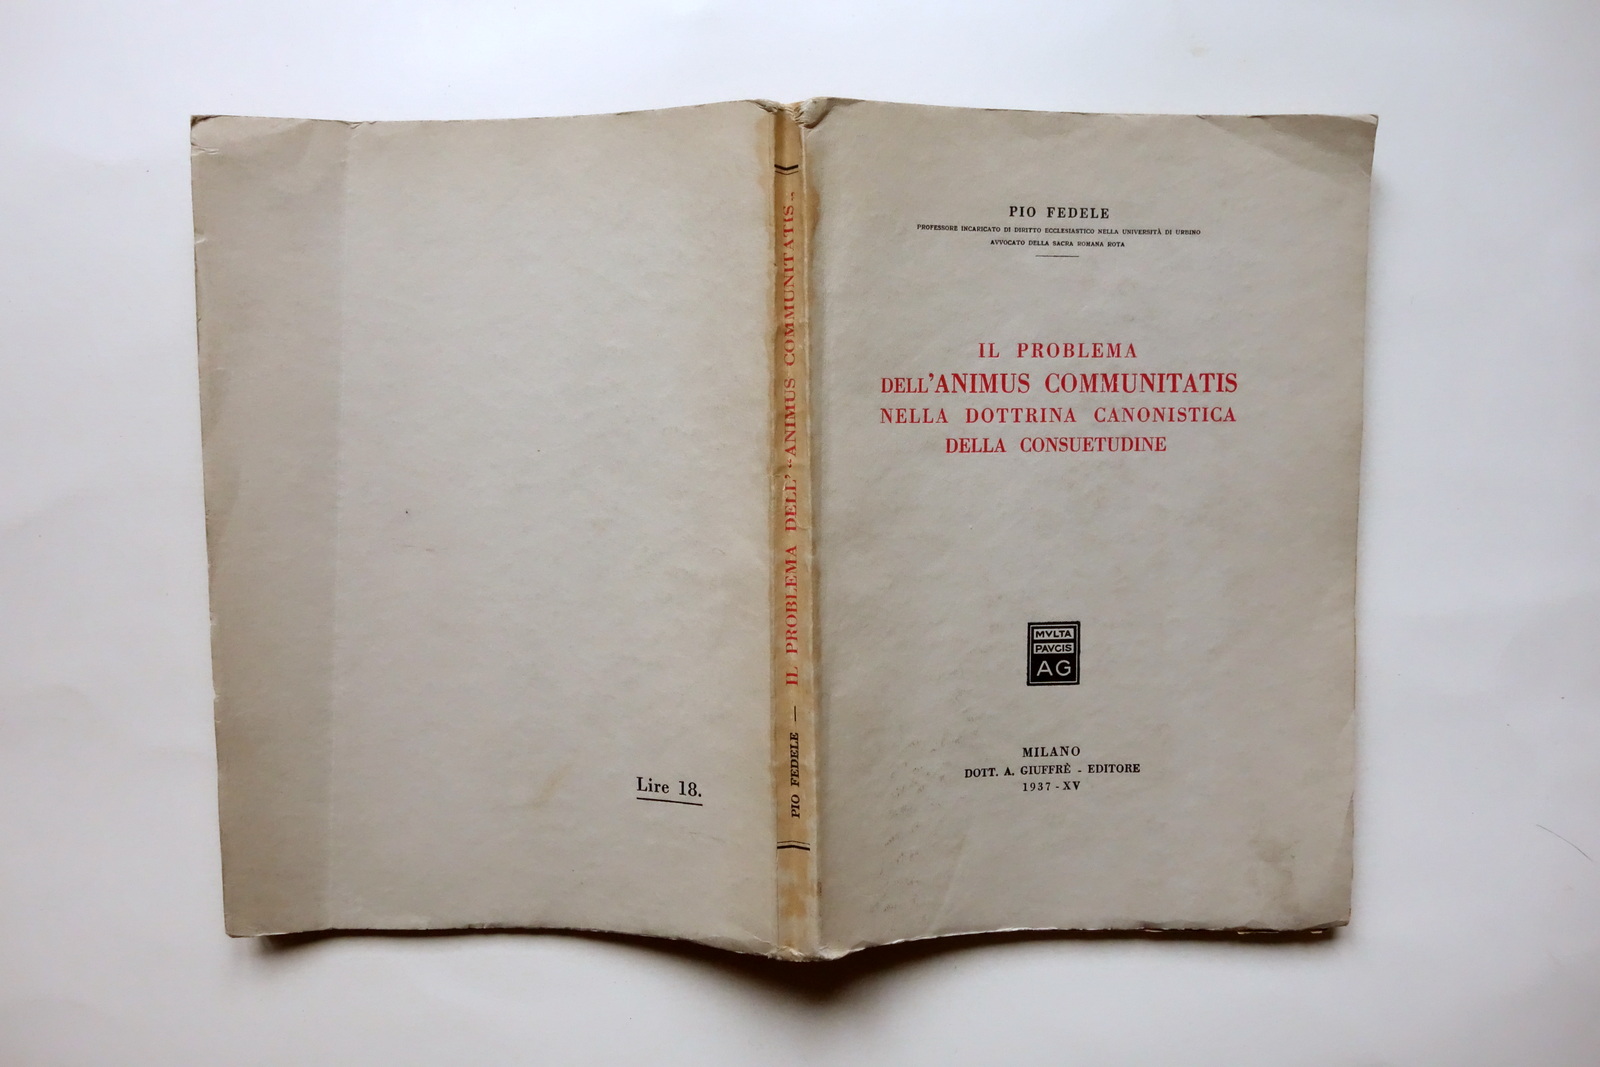 PIO FEDELE
PROFESSORE INCARICATO DI DIRITTO ECCLESIASTICO NELLA UNIVERSITÀ DI URBINO
AVVOCATO DELLA SACRA ROMANA ROTA
IL PROBLEMA
DELL'ANIMUS COMMUNITATIS
NELLA DOTTRINA CANONISTICA
DELLA CONSUETUDINE
MVLTA
PAVCIS
AG
MILANO
DOTT. A. GIUFFRÈ - EDITORE
1937 - XV
PIO FEDELE — IL PROBLEMA DELL' “ANIMUS COMMUNITATIS„
Lire 18.